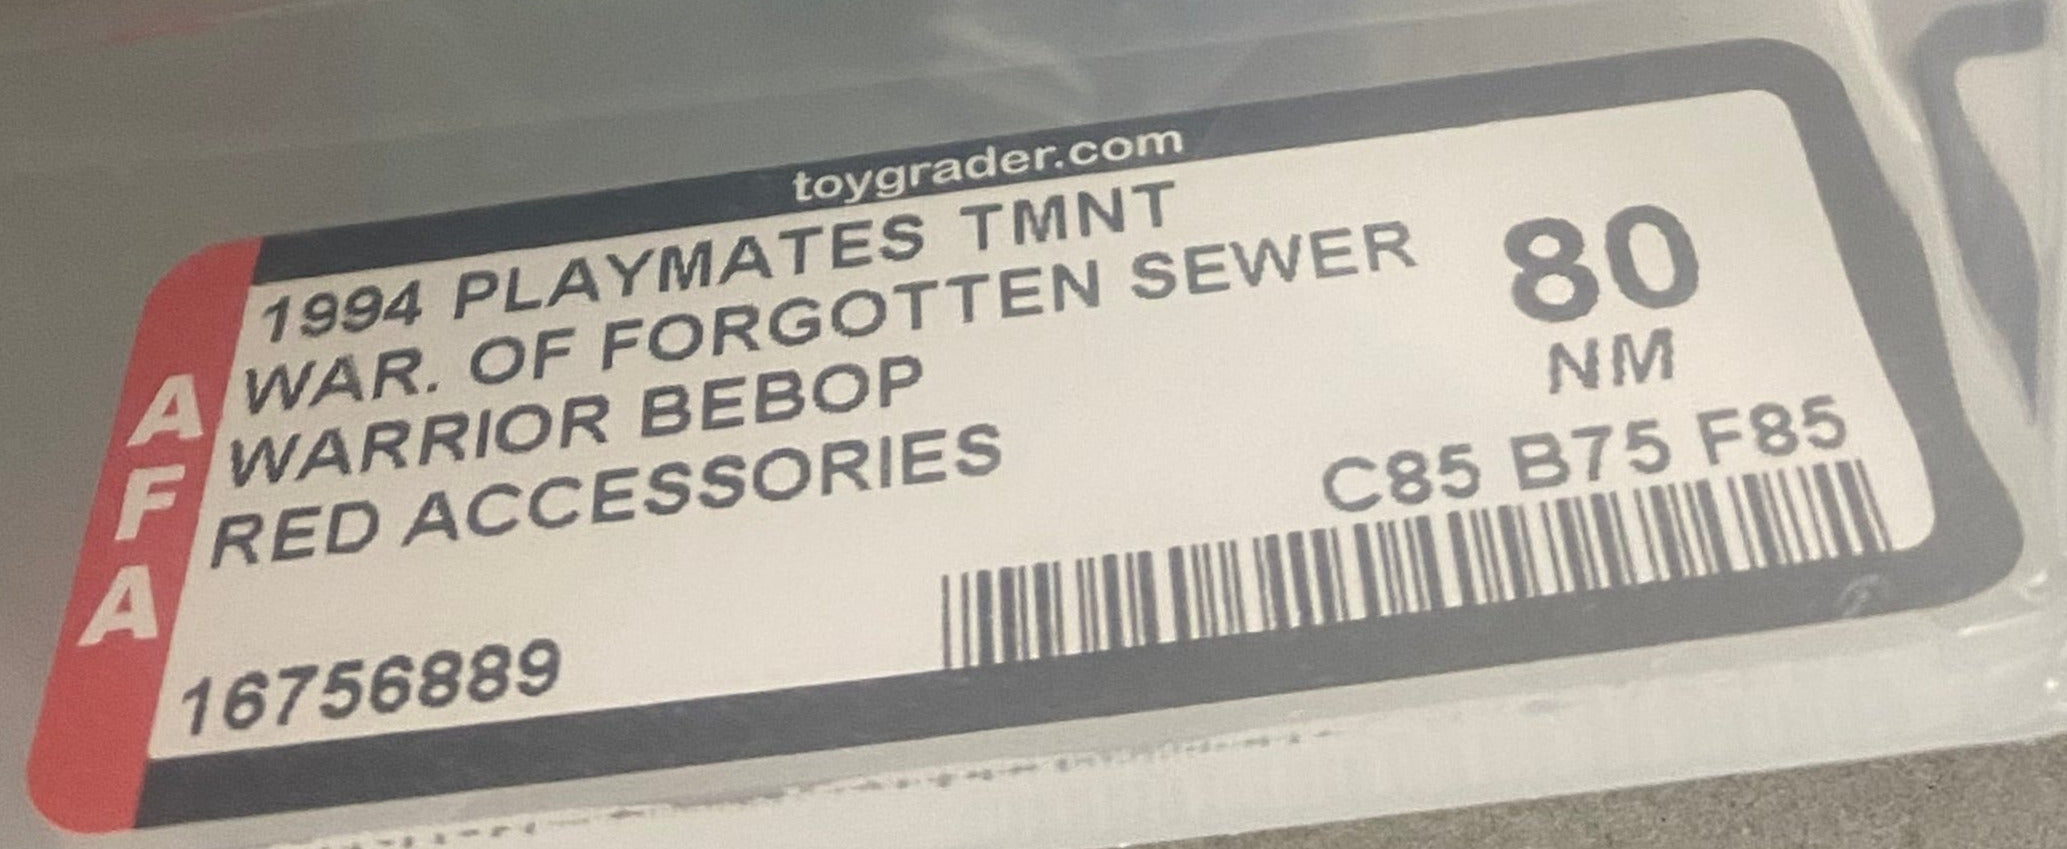 toygrader.com
1994 PLAYMATES TMNT
WAR. OF FORGOTTEN SEWER
WARRIOR BEBOP
RED ACCESSORIES
80
NM
C85 B75 F85
16756889
AFA